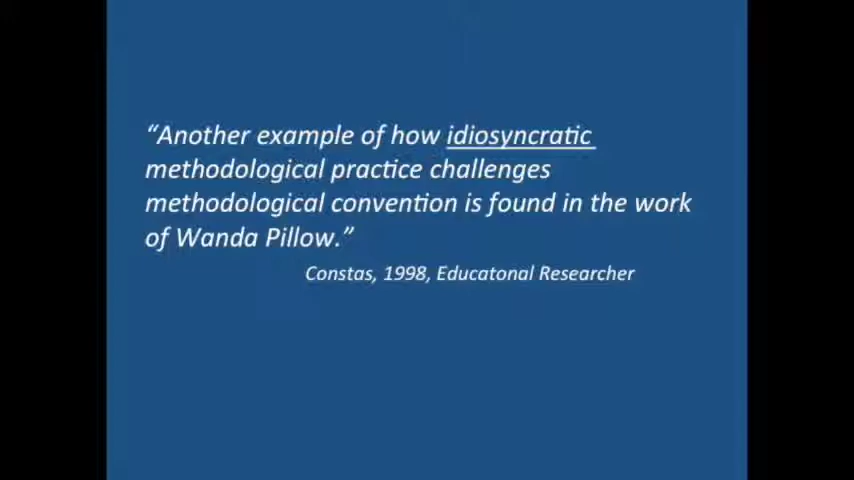 “Another example of how idiosyncratic
methodological practice challenges
methodological convention is found in the work
of Wanda Pillow.”
Constas, 1998, Educatonal Researcher